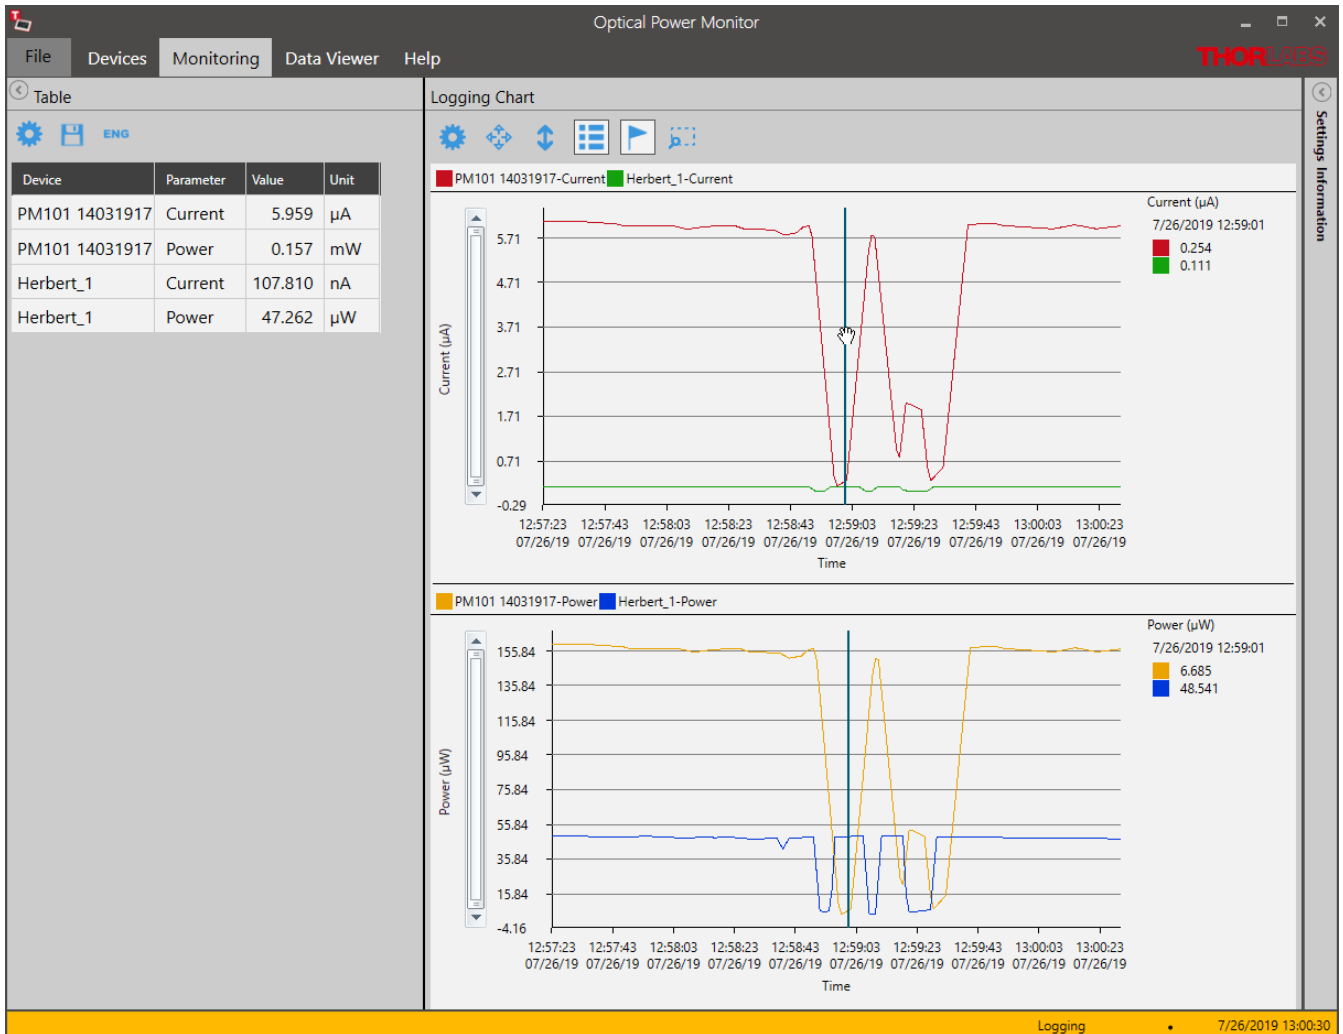 Optical Power Monitor
File Devices Monitoring Data Viewer Help
THORLABS
Table
ENG
Device Parameter Value Unit
PM101 14031917 Current 5.959 µA
PM101 14031917 Power 0.157 mW
Herbert_1 Current 107.810 nA
Herbert_1 Power 47.262 µW
Logging Chart
PM101 14031917-Current Herbert_1-Current
Current (µA)
7/26/2019 12:59:01
0.254
0.111
Current (µA)
5.71
4.71
3.71
2.71
1.71
0.71
-0.29
12:57:23 12:57:43 12:58:03 12:58:23 12:58:43 12:59:03 12:59:23 12:59:43 13:00:03 13:00:23
07/26/19 07/26/19 07/26/19 07/26/19 07/26/19 07/26/19 07/26/19 07/26/19 07/26/19 07/26/19
Time
PM101 14031917-Power Herbert_1-Power
Power (µW)
7/26/2019 12:59:01
6.685
48.541
Power (µW)
155.84
135.84
115.84
95.84
75.84
55.84
35.84
15.84
-4.16
12:57:23 12:57:43 12:58:03 12:58:23 12:58:43 12:59:03 12:59:23 12:59:43 13:00:03 13:00:23
07/26/19 07/26/19 07/26/19 07/26/19 07/26/19 07/26/19 07/26/19 07/26/19 07/26/19 07/26/19
Time
Settings Information
Logging • 7/26/2019 13:00:30